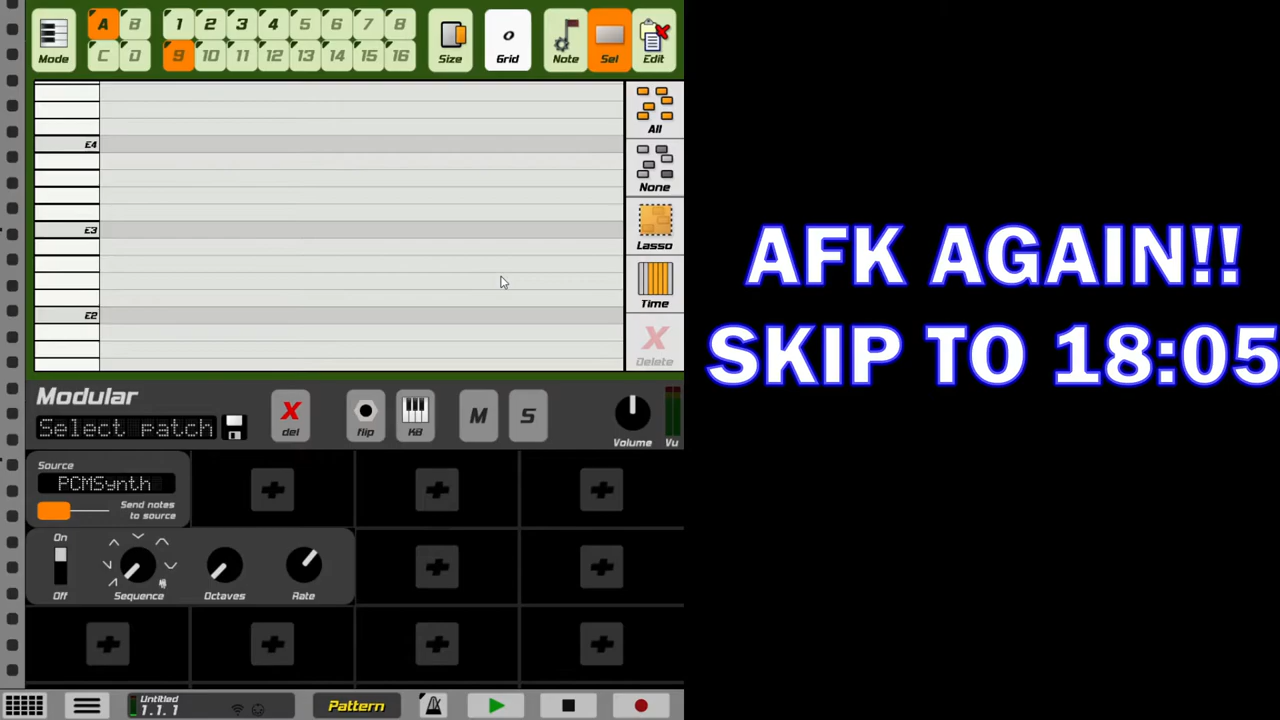 A B
C D
1 2 3 4 5 6 7 8
9 10 11 12 13 14 15 16
Mode
Size
Grid
Note
Sel
Edit
All
None
Lasso
Time
Delete
E4
E3
E2
AFK AGAIN!!
SKIP TO 18:05
Modular
Select patch
X
del
flip
KB
M
S
Volume
Vu
Source
PCMSynth
Send notes
to source
On
Off
Sequence
Octaves
Rate
Untitled
1.1.1
Pattern